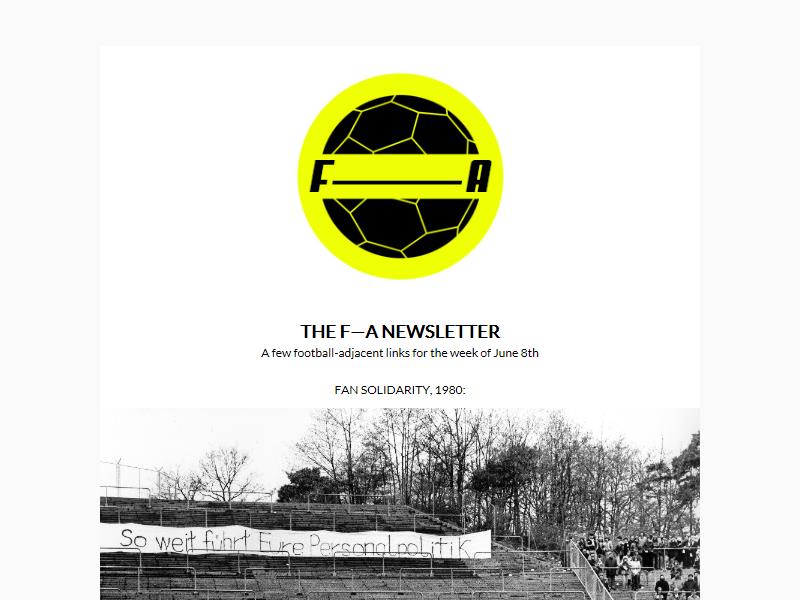 F—A
THE F—A NEWSLETTER
A few football-adjacent links for the week of June 8th
FAN SOLIDARITY, 1980:
So weit führt Eure Personalpolitik